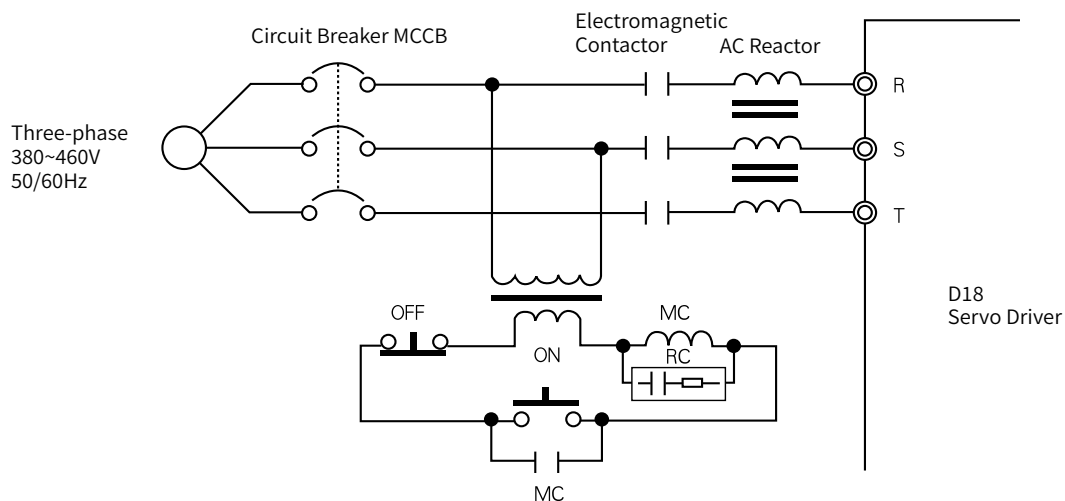 Circuit Breaker MCCB
Electromagnetic
Contactor
AC Reactor
R
Three-phase
380~460V
50/60Hz
S
T
D18
Servo Driver
OFF
MC
ON
RC
MC